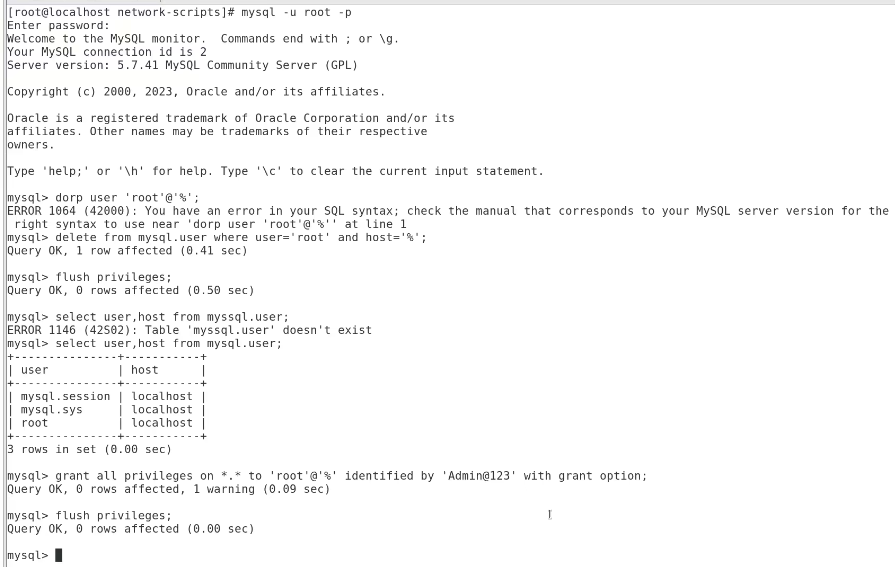 [root@localhost network-scripts]# mysql -u root -p
Enter password:
Welcome to the MySQL monitor.  Commands end with ; or \g.
Your MySQL connection id is 2
Server version: 5.7.41 MySQL Community Server (GPL)

Copyright (c) 2000, 2023, Oracle and/or its affiliates.

Oracle is a registered trademark of Oracle Corporation and/or its
affiliates. Other names may be trademarks of their respective
owners.

Type 'help;' or '\h' for help. Type '\c' to clear the current input statement.

mysql> dorp user 'root'@'%';
ERROR 1064 (42000): You have an error in your SQL syntax; check the manual that corresponds to your MySQL server version for the
 right syntax to use near 'dorp user 'root'@'%'' at line 1
mysql> delete from mysql.user where user='root' and host='%';
Query OK, 1 row affected (0.41 sec)

mysql> flush privileges;
Query OK, 0 rows affected (0.50 sec)

mysql> select user,host from myssql.user;
ERROR 1146 (42S02): Table 'myssql.user' doesn't exist
mysql> select user,host from mysql.user;
+---------------+-----------+
| user          | host      |
+---------------+-----------+
| mysql.session | localhost |
| mysql.sys     | localhost |
| root          | localhost |
+---------------+-----------+
3 rows in set (0.00 sec)

mysql> grant all privileges on *.* to 'root'@'%' identified by 'Admin@123' with grant option;
Query OK, 0 rows affected, 1 warning (0.09 sec)

mysql> flush privileges;
Query OK, 0 rows affected (0.00 sec)

mysql>